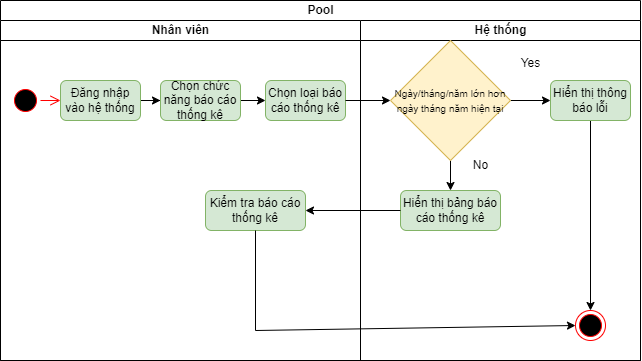 Pool
Nhân viên
Hệ thống
Đăng nhập
vào hệ thống
Chọn chức
năng báo cáo
thống kê
Chọn loại báo
cáo thống kê
Ngày/tháng/năm lớn hơn
ngày tháng năm hiện tại
Yes
Hiển thị thông
báo lỗi
No
Hiển thị bảng báo
cáo thống kê
Kiểm tra báo cáo
thống kê